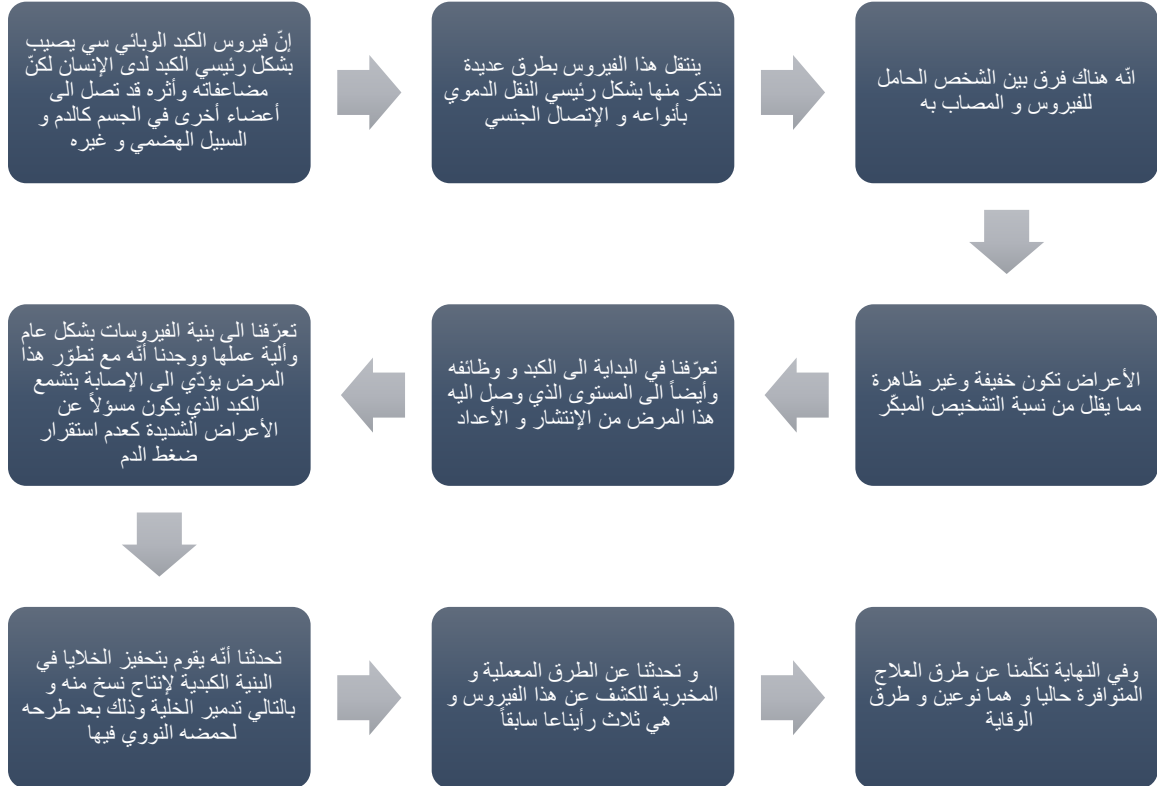 إنّ فيروس الكبد الوبائي سي يصيب
بشكل رئيسي الكبد لدى الإنسان لكنّ
مضاعفاته وأثره قد تصل الى
أعضاء أخرى في الجسم كالدم و
السبيل الهضمي و غيره
ينتقل هذا الفيروس بطرق عديدة
نذكر منها بشكل رئيسي النقل الدموي
بأنواعه و الإتصال الجنسي
انّه هناك فرق بين الشخص الحامل
للفيروس و المصاب به
الأعراض تكون خفيفة وغير ظاهرة
مما يقلل من نسبة التشخيص المبكّر
تعرّفنا في البداية الى الكبد و وظائفه
وأيضاً الى المستوى الذي وصل اليه
هذا المرض من الإنتشار و الأعداد
تعرّفنا الى بنية الفيروسات بشكل عام
وألية عملها ووجدنا أنّه مع تطوّر هذا
المرض يؤدّي الى الإصابة بتشمع
الكبد الذي يكون مسؤلاً عن
الأعراض الشديدة كعدم استقرار
ضغط الدم
تحدثنا أنّه يقوم بتحفيز الخلايا في
البنية الكبدية لإنتاج نسخ منه و
بالتالي تدمير الخلية وذلك بعد طرحه
لحمضه النووي فيها
و تحدثنا عن الطرق المعملية و
المخبرية للكشف عن هذا الفيروس و
هي ثلاث رأيناعا سابقاً
وفي النهاية تكلّمنا عن طرق العلاج
المتوافرة حاليا و هما نوعين و طرق
الوقاية